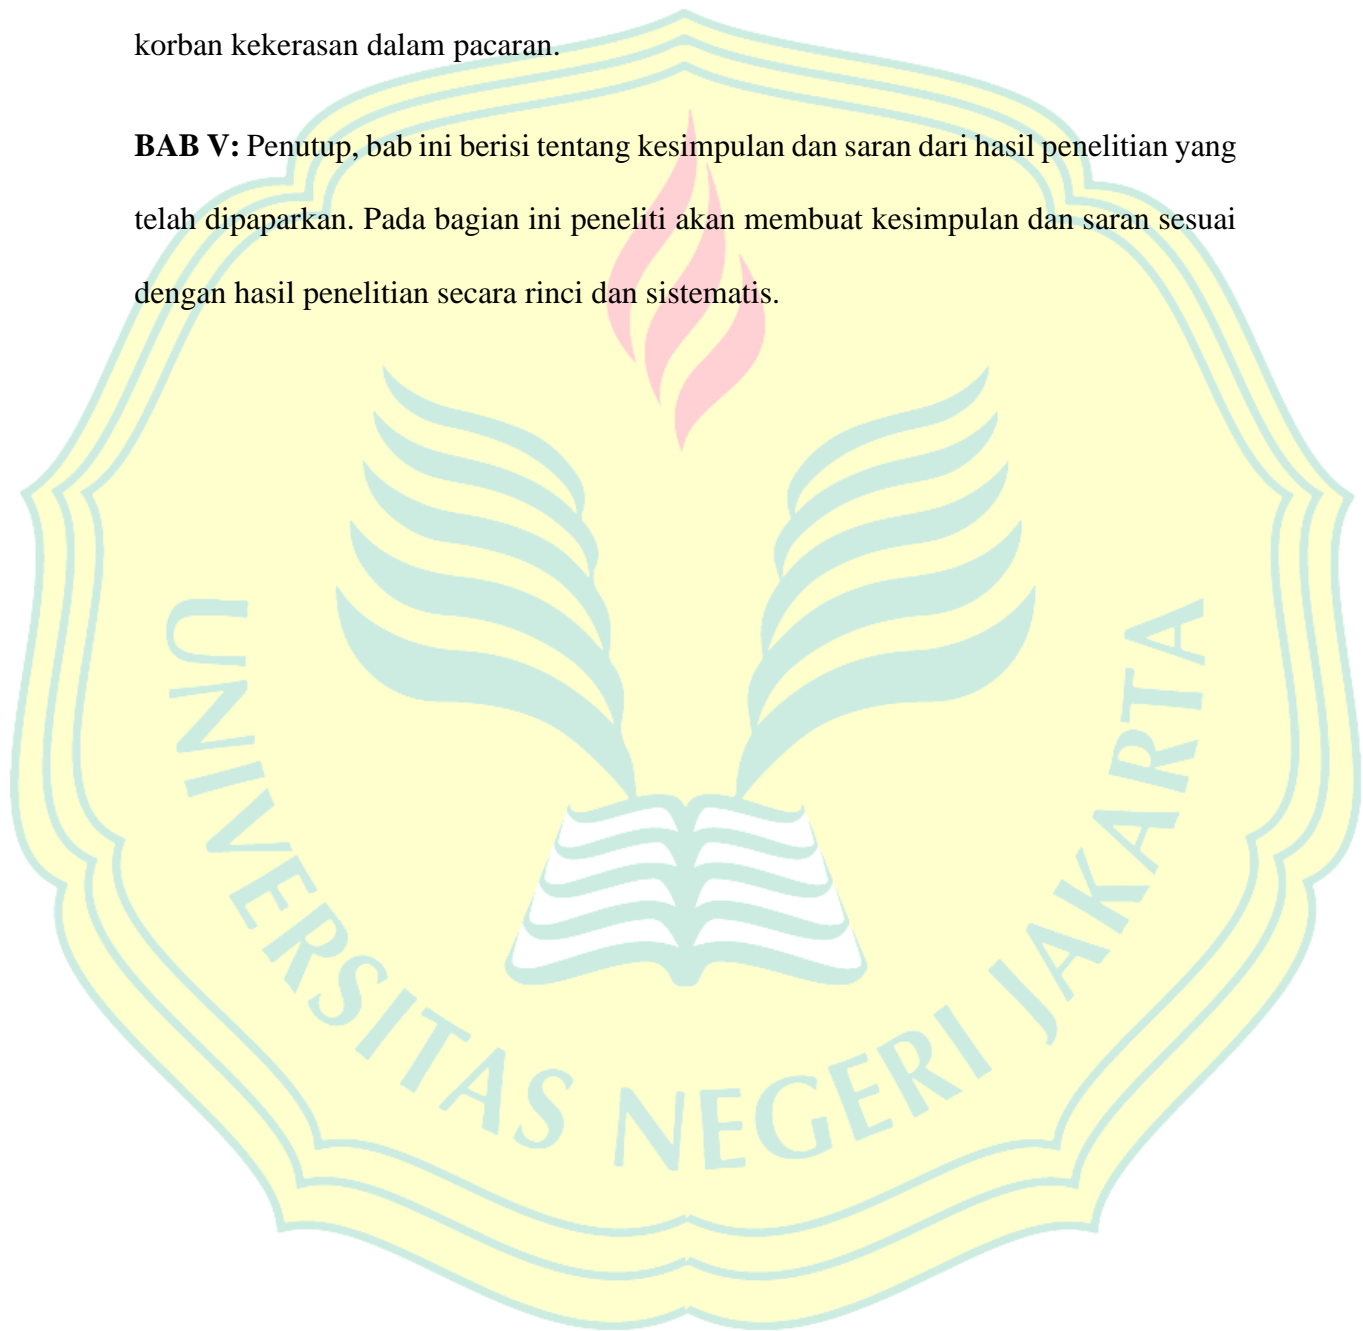 korban kekerasan dalam pacaran.
BAB V: Penutup, bab ini berisi tentang kesimpulan dan saran dari hasil penelitian yang
telah dipaparkan. Pada bagian ini peneliti akan membuat kesimpulan dan saran sesuai
dengan hasil penelitian secara rinci dan sistematis.
UNIVERSITAS NEGERI JAKARTA